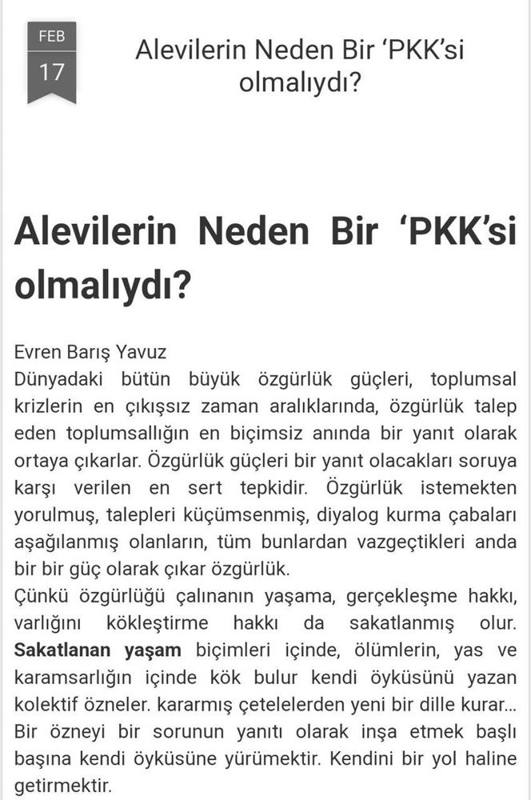 FEB
17
Alevilerin Neden Bir ‘PKK’si
olmalıydı?
Alevilerin Neden Bir ‘PKK’si
olmalıydı?
Evren Barış Yavuz
Dünyadaki bütün büyük özgürlük güçleri, toplumsal
krizlerin en çıkışsız zaman aralıklarında, özgürlük talep
eden toplumsallığın en biçimsiz anında bir yanıt olarak
ortaya çıkarlar. Özgürlük güçleri bir yanıt olacakları soruya
karşı verilen en sert tepkidir. Özgürlük istemekten
yorulmuş, talepleri küçümsenmiş, diyalog kurma çabaları
aşağılanmış olanların, tüm bunlardan vazgeçtikleri anda
bir bir güç olarak çıkar özgürlük.
Çünkü özgürlüğü çalınanın yaşama, gerçekleşme hakkı,
varlığını kökleştirme hakkı da sakatlanmış olur.
Sakatlanan yaşam biçimleri içinde, ölümlerin, yas ve
karamsarlığın içinde kök bulur kendi öyküsünü yazan
kolektif özneler. kararmış çetelelerden yeni bir dille kurar...
Bir özneyi bir sorunun yanıtı olarak inşa etmek başlı
başına kendi öyküsüne yürümektir. Kendini bir yol haline
getirmektir.